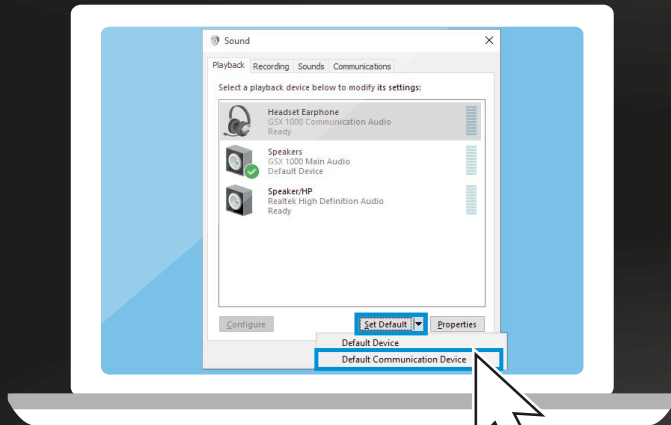 Sound
Playback Recording Sounds Communications
Select a playback device below to modify its settings:
Headset Earphone
GSX 1000 Communication Audio
Ready
Speakers
GSX 1000 Main Audio
Default Device
Speaker/HP
Realtek High Definition Audio
Ready
Configure Set Default Properties
Default Device
Default Communication Device